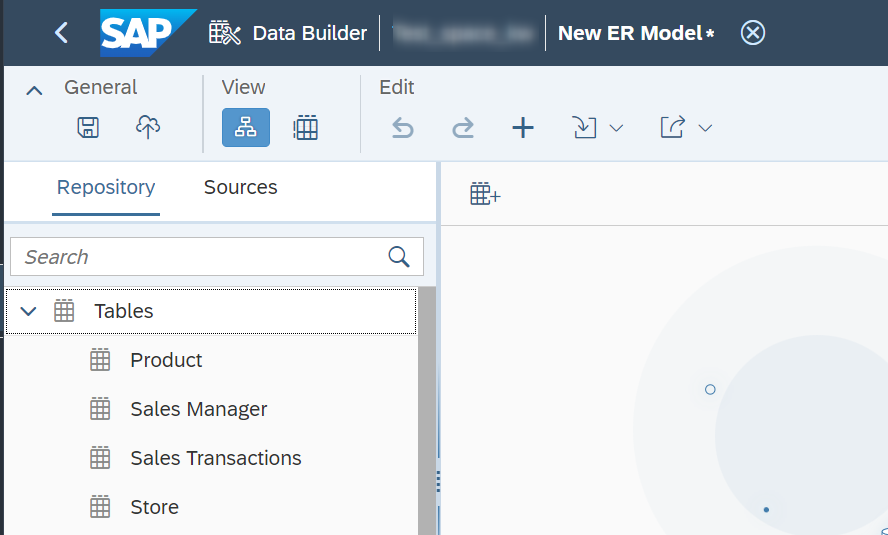 SAP Data Builder New ER Model*
General View Edit
Repository Sources
Search
Tables
Product
Sales Manager
Sales Transactions
Store